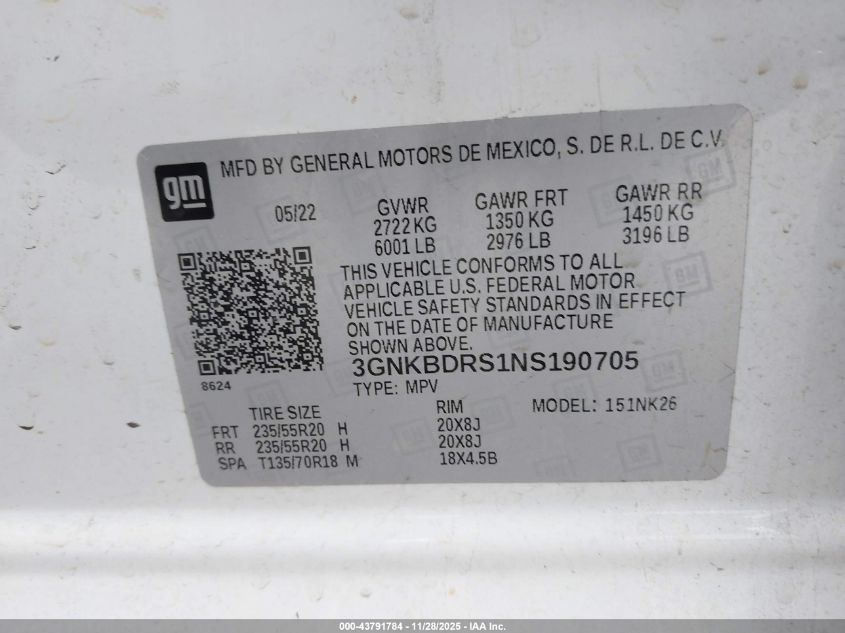 gm
MFD BY GENERAL MOTORS DE MEXICO, S. DE R.L. DE C.V.
05/22 GVWR GAWR FRT GAWR RR
2722 KG 1350 KG 1450 KG
6001 LB 2976 LB 3196 LB
THIS VEHICLE CONFORMS TO ALL
APPLICABLE U.S. FEDERAL MOTOR
VEHICLE SAFETY STANDARDS IN EFFECT
ON THE DATE OF MANUFACTURE
SHOWN ABOVE.
8624
3GNKBDRS1NS190705
TYPE: MPV
TIRE SIZE RIM MODEL: 151NK26
FRT 235/55R20 H 20X8J
RR 235/55R20 H 20X8J
SPA T135/70R18 M 18X4.5B
000-43791784 - 11/28/2025 - IAA Inc.